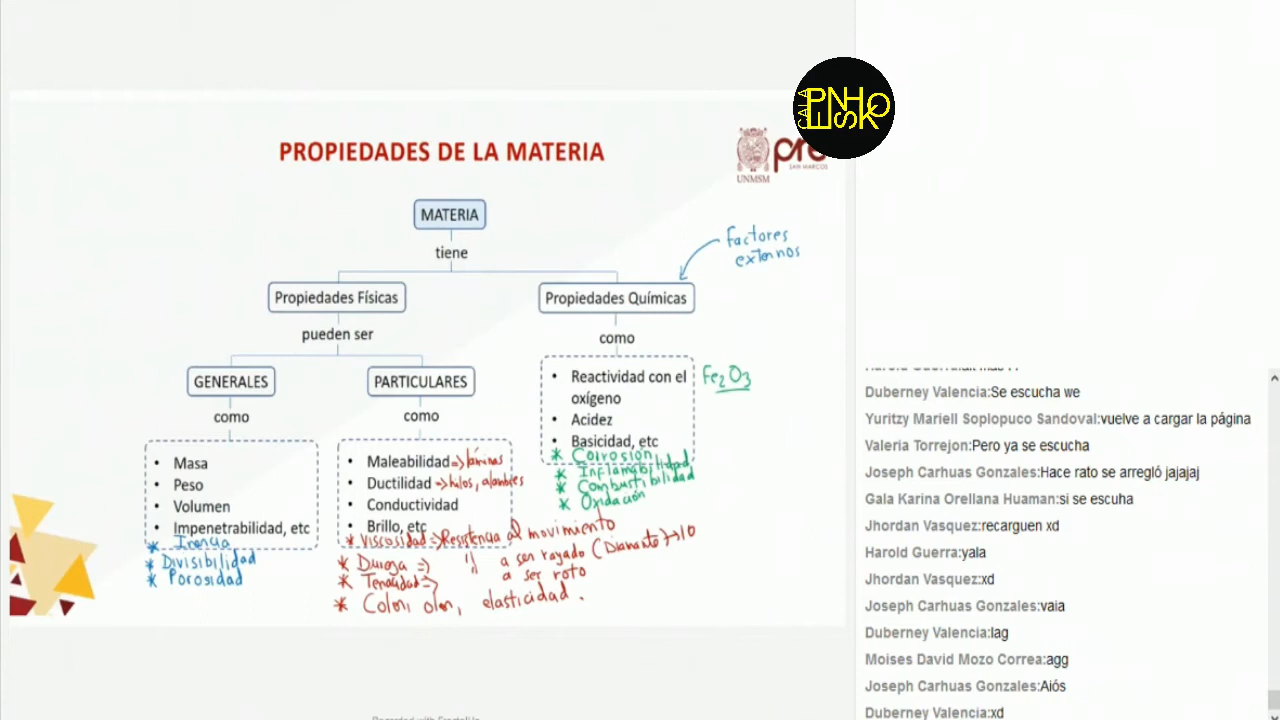 CALA
PENHSKO
PROPIEDADES DE LA MATERIA
UNMSM
pre
SAN MARCOS
MATERIA
tiene
Factores
externos
Propiedades Físicas
Propiedades Químicas
pueden ser
como
GENERALES
PARTICULARES
como
como
• Reactividad con el
oxígeno
Fe2O3
• Acidez
• Basicidad, etc
* Corrosión
* Inflamabilidad
* Combustibilidad
* Oxidación
• Masa
• Peso
• Volumen
• Impenetrabilidad, etc
* Inercia
* Divisibilidad
* Porosidad
• Maleabilidad => láminas
• Ductilidad => hilos, alambres
• Conductividad
• Brillo, etc
* Viscosidad => Resistencia al movimiento
* Dureza => " a ser rayado (Diamante) → 10
* Tenacidad => a ser roto
* Color, olor, elasticidad.
Duberney Valencia:Se escucha we
Yuritzy Mariell Soplopuco Sandoval:vuelve a cargar la página
Valeria Torrejon:Pero ya se escucha
Joseph Carhuas Gonzales:Hace rato se arregló jajajaj
Gala Karina Orellana Huaman:si se escuha
Jhordan Vasquez:recarguen xd
Harold Guerra:yala
Jhordan Vasquez:xd
Joseph Carhuas Gonzales:vaia
Duberney Valencia:lag
Moises David Mozo Correa:agg
Joseph Carhuas Gonzales:Aiós
Duberney Valencia:xd